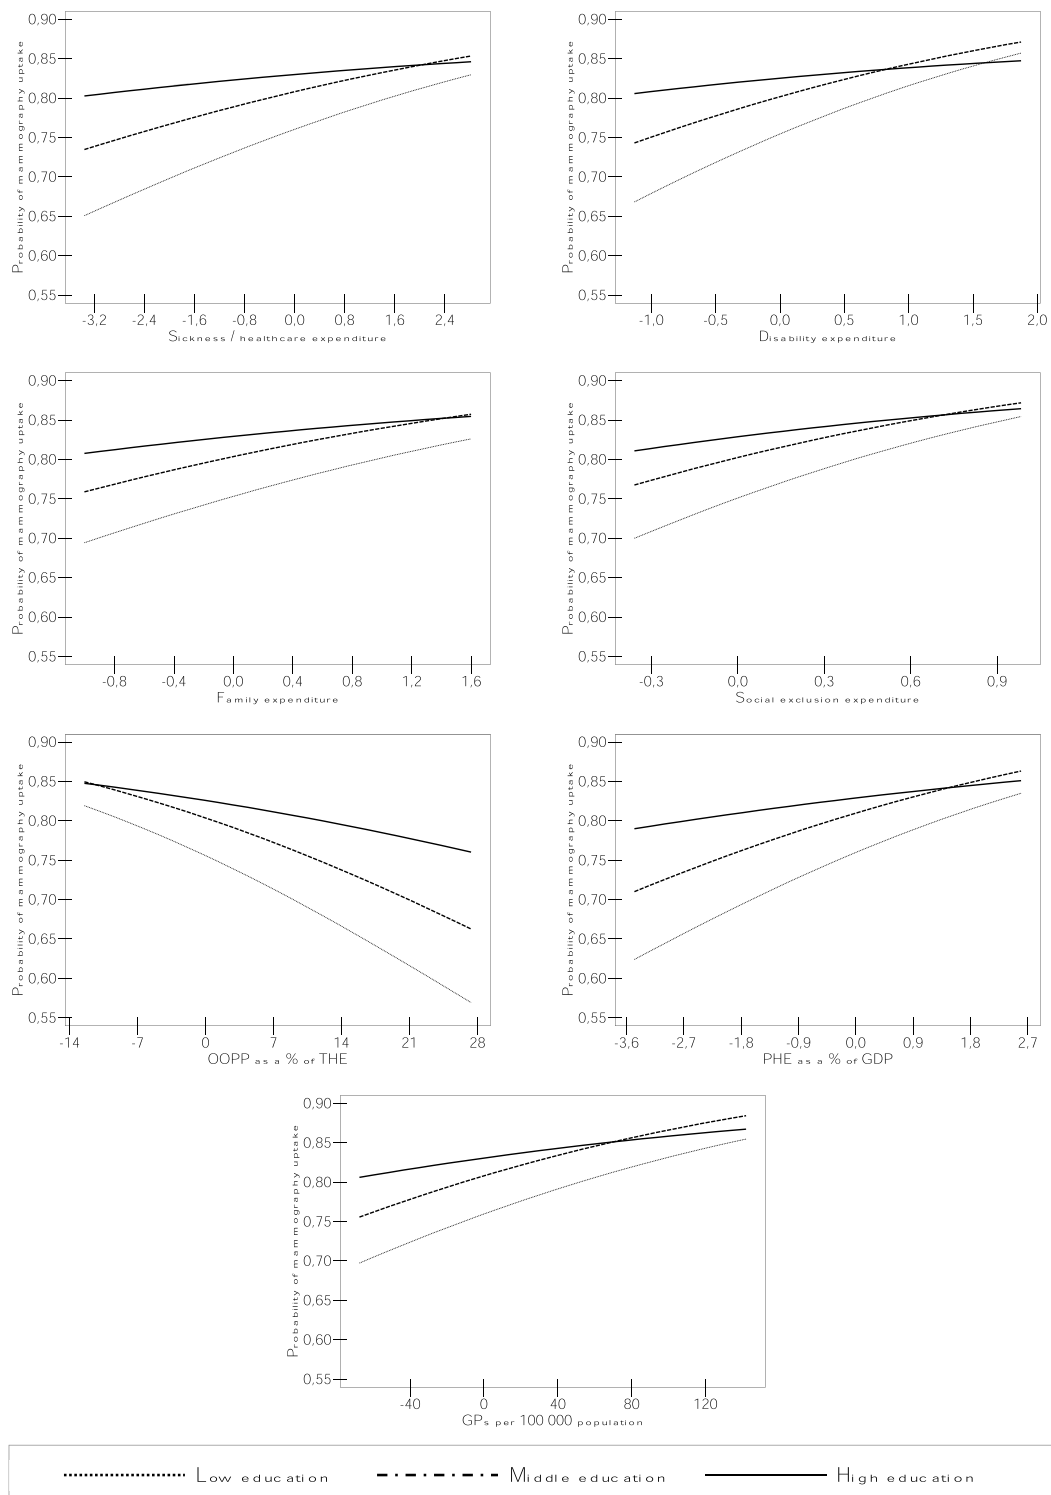 0,90 0,85 0,80 0,75 0,70 0,65 0,60 0,55
Probability of mammography uptake
-3,2 -2,4 -1,6 -0,8 0,0 0,8 1,6 2,4
Sickness / healthcare expenditure
0,90 0,85 0,80 0,75 0,70 0,65 0,60 0,55
Probability of mammography uptake
-1,0 -0,5 0,0 0,5 1,0 1,5 2,0
Disability expenditure
0,90 0,85 0,80 0,75 0,70 0,65 0,60 0,55
Probability of mammography uptake
-0,8 -0,4 0,0 0,4 0,8 1,2 1,6
Family expenditure
0,90 0,85 0,80 0,75 0,70 0,65 0,60 0,55
Probability of mammography uptake
-0,3 0,0 0,3 0,6 0,9
Social exclusion expenditure
0,90 0,85 0,80 0,75 0,70 0,65 0,60 0,55
Probability of mammography uptake
-14 -7 0 7 14 21 28
OOPP as a % of THE
0,90 0,85 0,80 0,75 0,70 0,65 0,60 0,55
Probability of mammography uptake
-3,6 -2,7 -1,8 -0,9 0,0 0,9 1,8 2,7
PHE as a % of GDP
0,90 0,85 0,80 0,75 0,70 0,65 0,60 0,55
Probability of mammography uptake
-40 0 40 80 120
GPs per 100 000 population
Low education Middle education High education